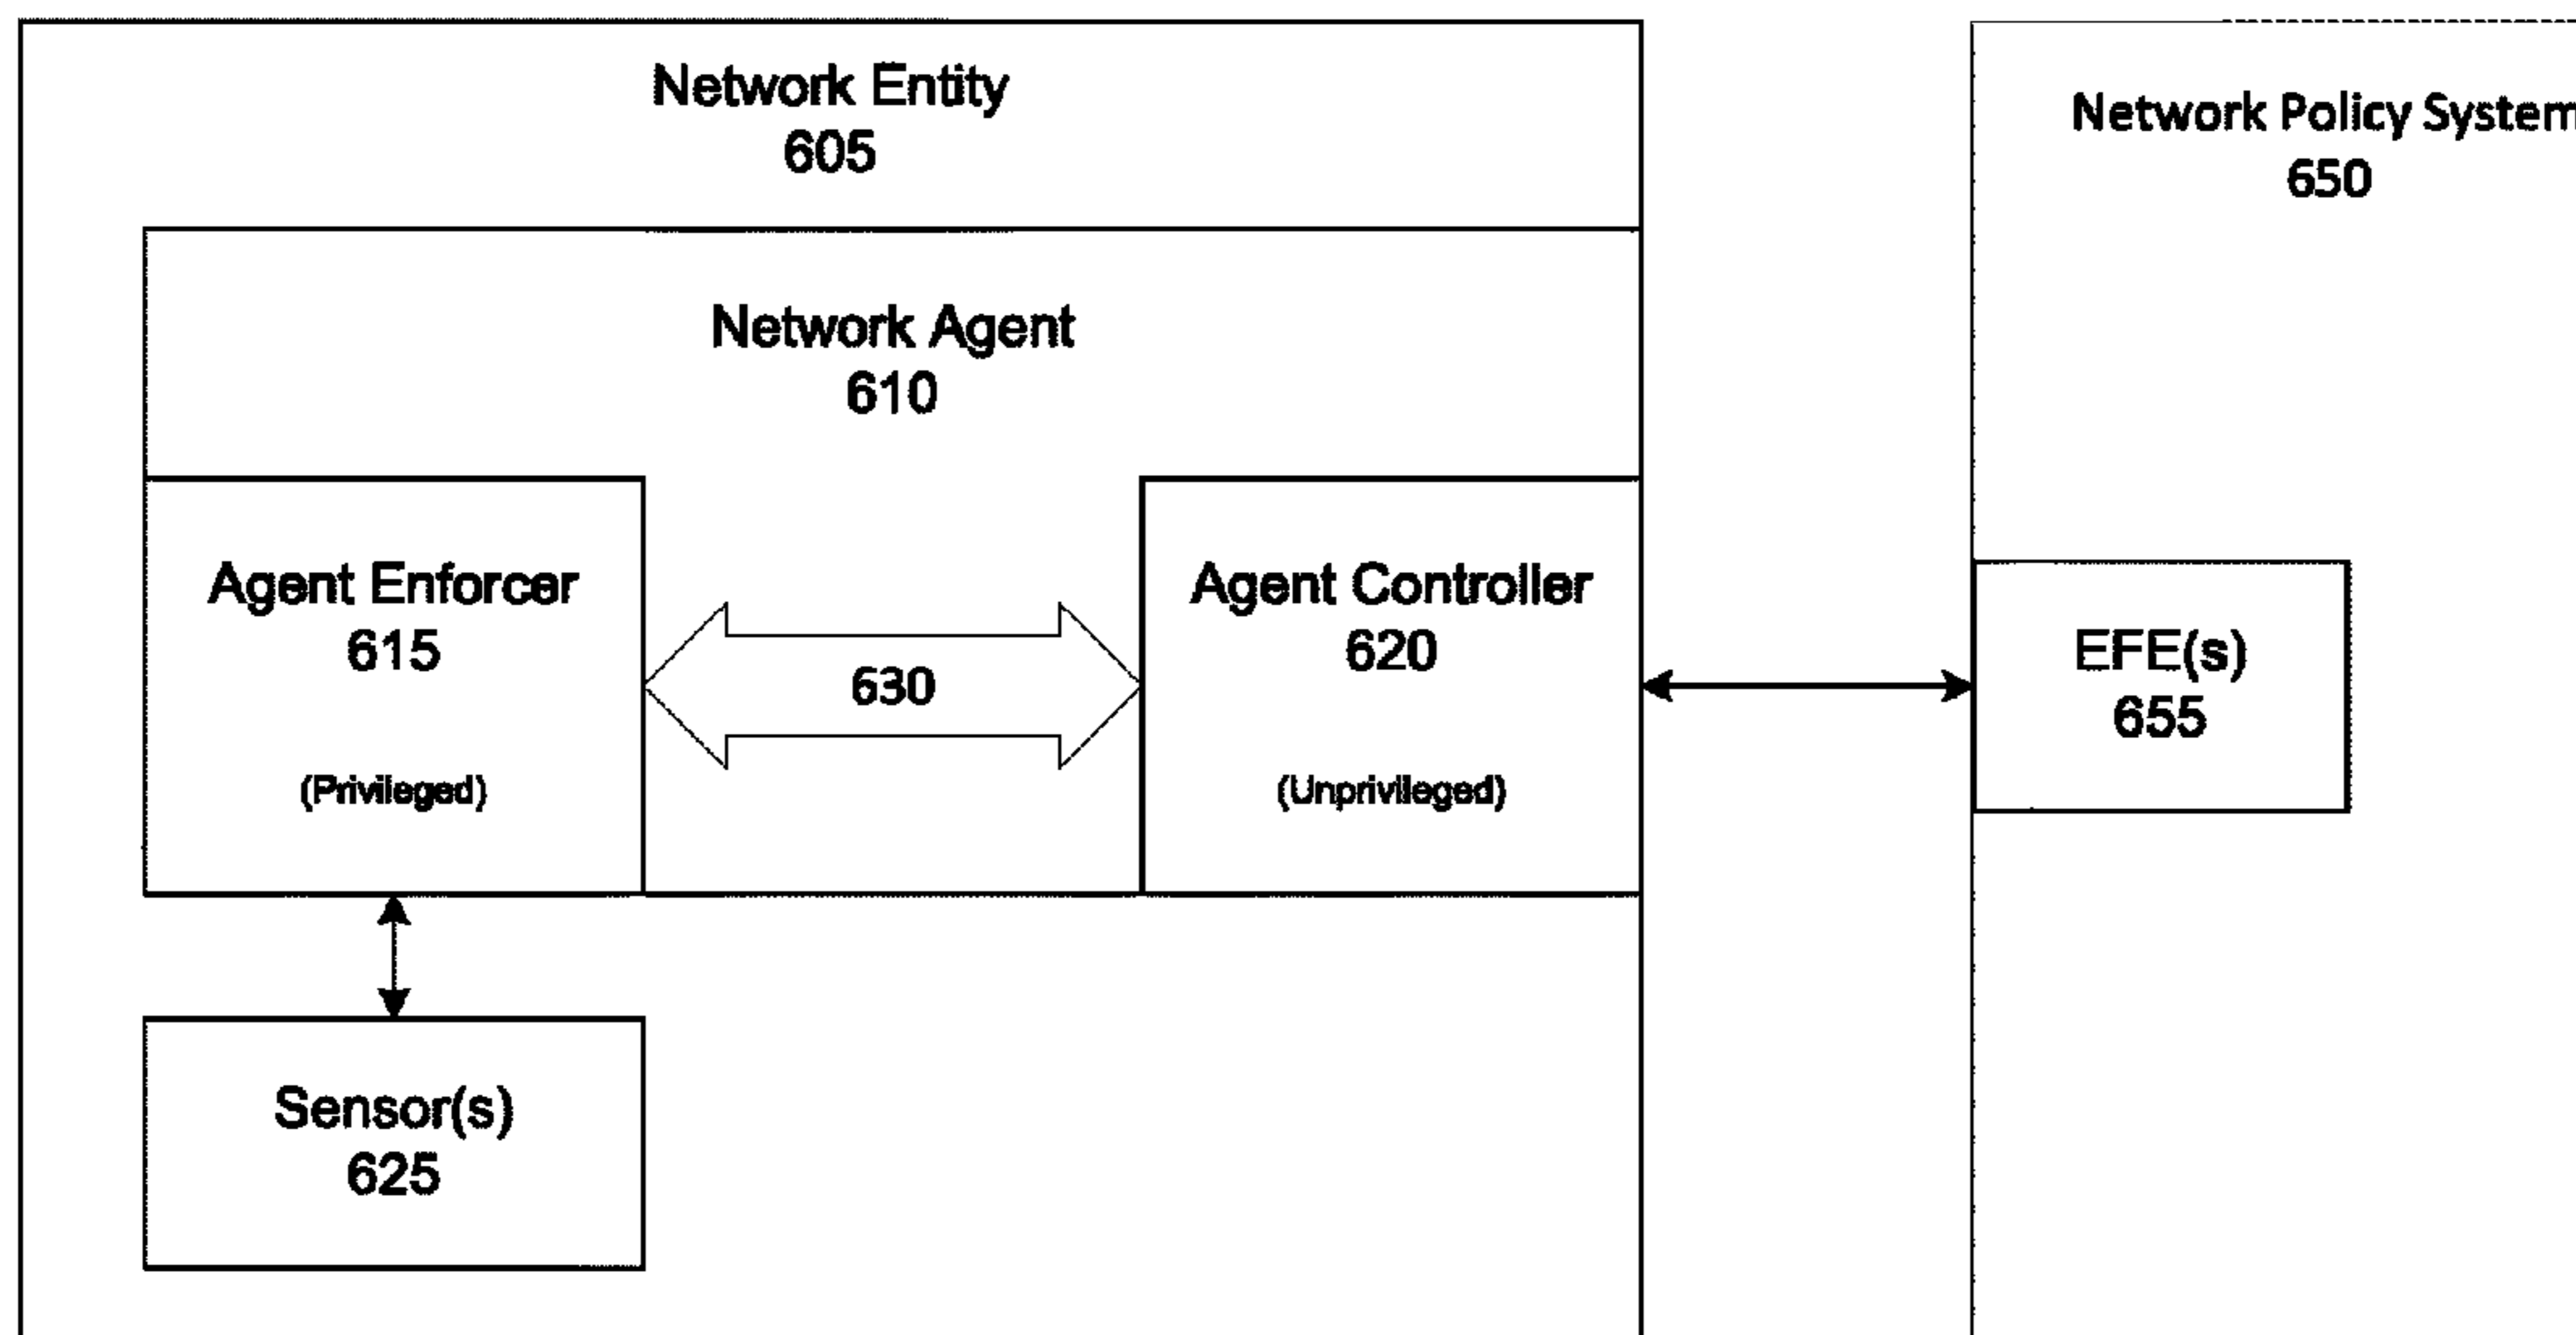 Network Entity
605
Network Policy System
650
Network Agent
610
Agent Enforcer
615
(Privileged)
630
Agent Controller
620
(Unprivileged)
EFE(s)
655
Sensor(s)
625